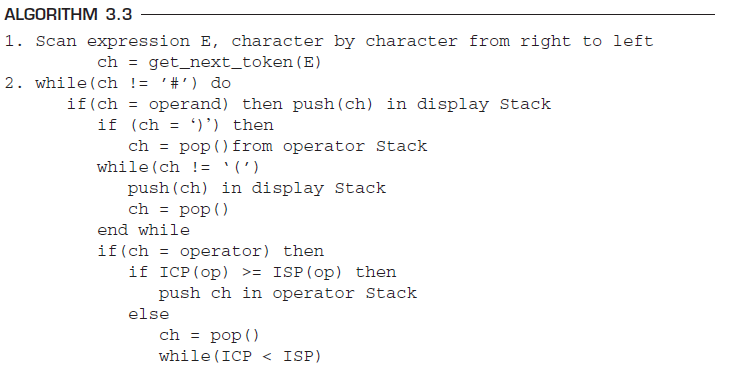 ALGORITHM 3.3
1. Scan expression E, character by character from right to left
ch = get_next_token(E)
2. while(ch != '#') do
if(ch = operand) then push(ch) in display Stack
if (ch = ‘)’) then
ch = pop()from operator Stack
while(ch != ‘(’)
push(ch) in display Stack
ch = pop()
end while
if(ch = operator) then
if ICP(op) >= ISP(op) then
push ch in operator Stack
else
ch = pop()
while(ICP < ISP)